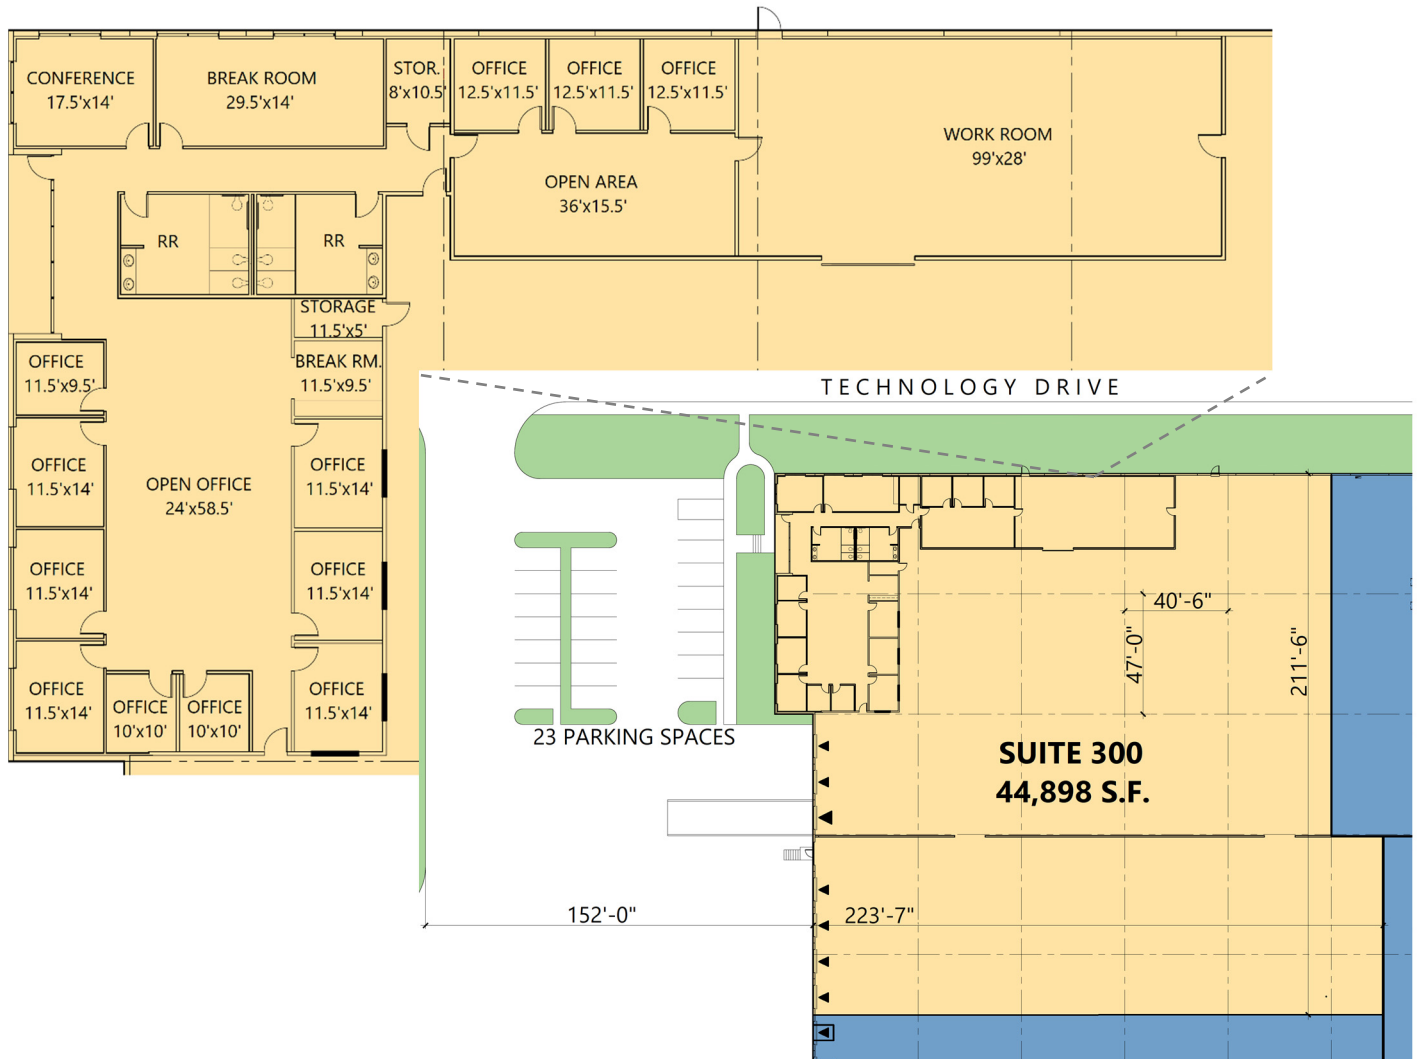 CONFERENCE
17.5'x14'
BREAK ROOM
29.5'x14'
STOR.
8'x10.5'
OFFICE
12.5'x11.5'
OFFICE
12.5'x11.5'
OFFICE
12.5'x11.5'
WORK ROOM
99'x28'
OPEN AREA
36'x15.5'
RR
RR
STORAGE
11.5'x5'
BREAK RM.
11.5'x9.5'
OFFICE
11.5'x9.5'
OFFICE
11.5'x14'
OPEN OFFICE
24'x58.5'
OFFICE
11.5'x14'
OFFICE
11.5'x14'
OFFICE
11.5'x14'
OFFICE
11.5'x14'
OFFICE
10'x10'
OFFICE
10'x10'
OFFICE
11.5'x14'
TECHNOLOGY DRIVE
40'-6"
47'-0"
211'-6"
23 PARKING SPACES
SUITE 300
44,898 S.F.
152'-0"
223'-7"